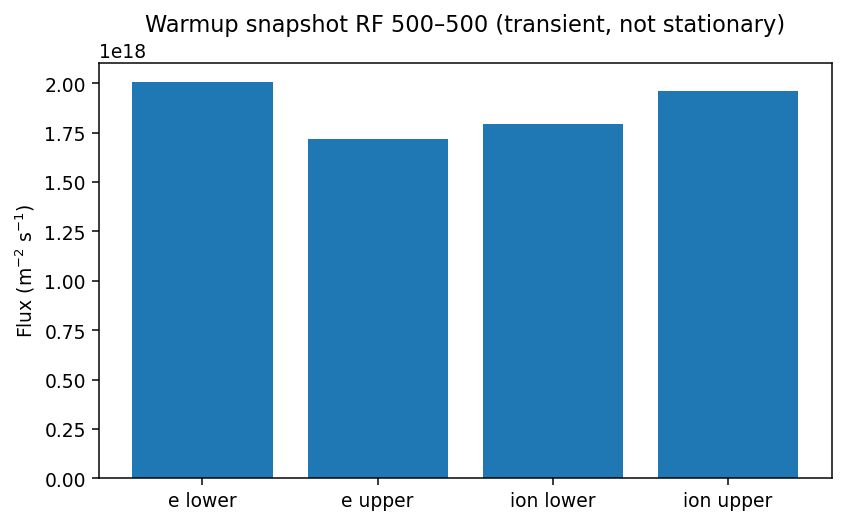 Warmup snapshot RF 500–500 (transient, not stationary)
1e18
2.00
1.75
1.50
1.25
1.00
0.75
0.50
0.25
0.00
Flux (m⁻² s⁻¹)
e lower
e upper
ion lower
ion upper